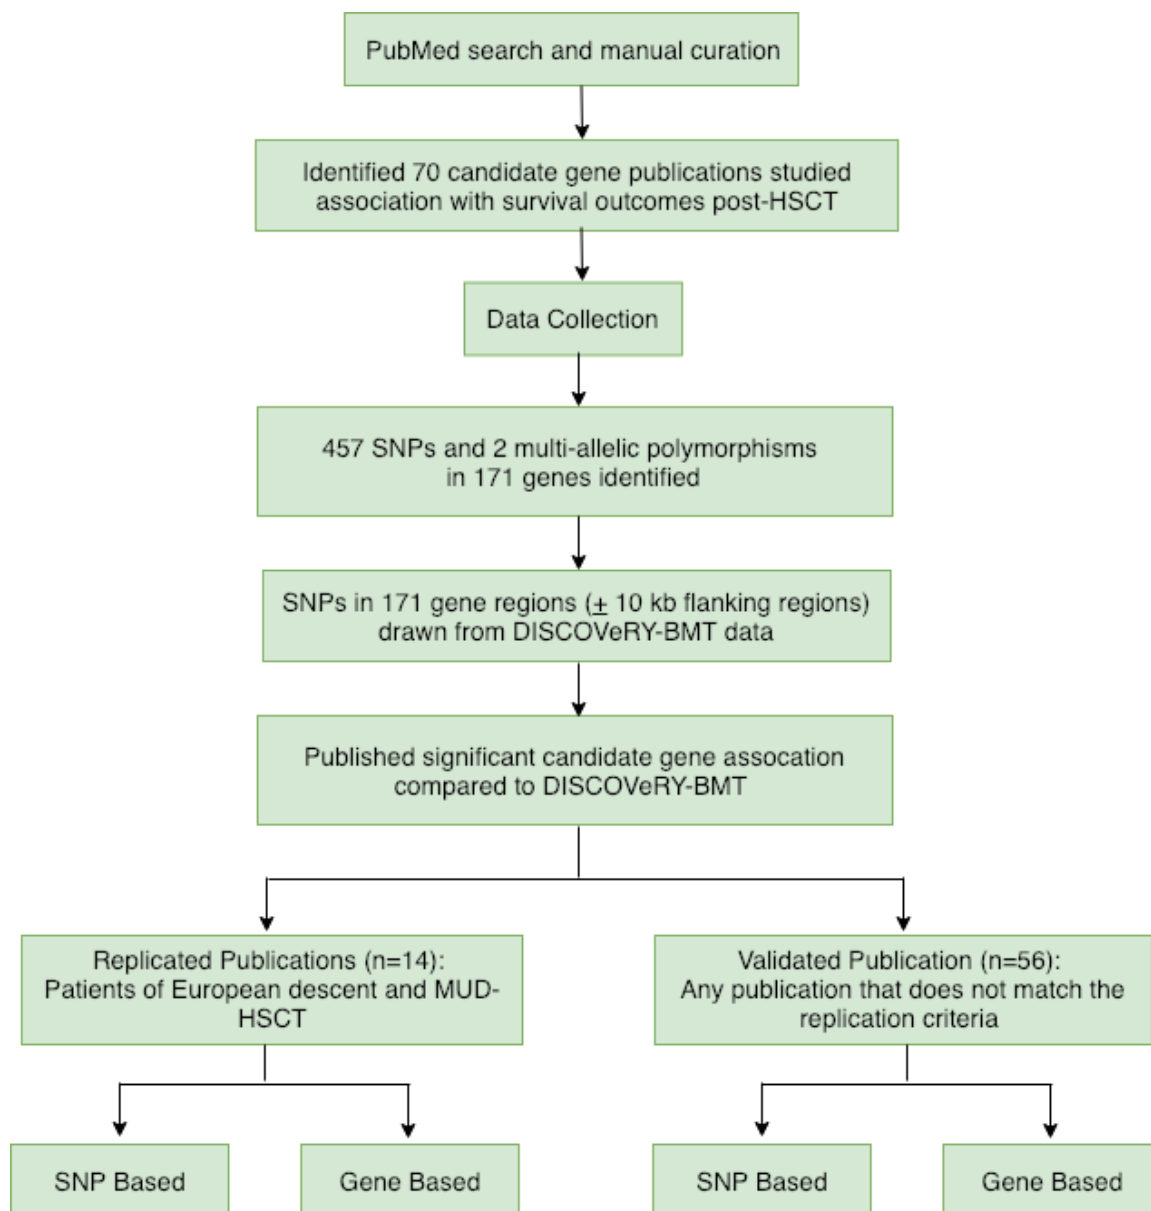 PubMed search and manual curation
Identified 70 candidate gene publications studied
association with survival outcomes post-HSCT
Data Collection
457 SNPs and 2 multi-allelic polymorphisms
in 171 genes identified
SNPs in 171 gene regions (± 10 kb flanking regions)
drawn from DISCOVeRY-BMT data
Published significant candidate gene assocation
compared to DISCOVeRY-BMT
Replicated Publications (n=14):
Patients of European descent and MUD-
HSCT
Validated Publication (n=56):
Any publication that does not match the
replication criteria
SNP Based
Gene Based
SNP Based
Gene Based